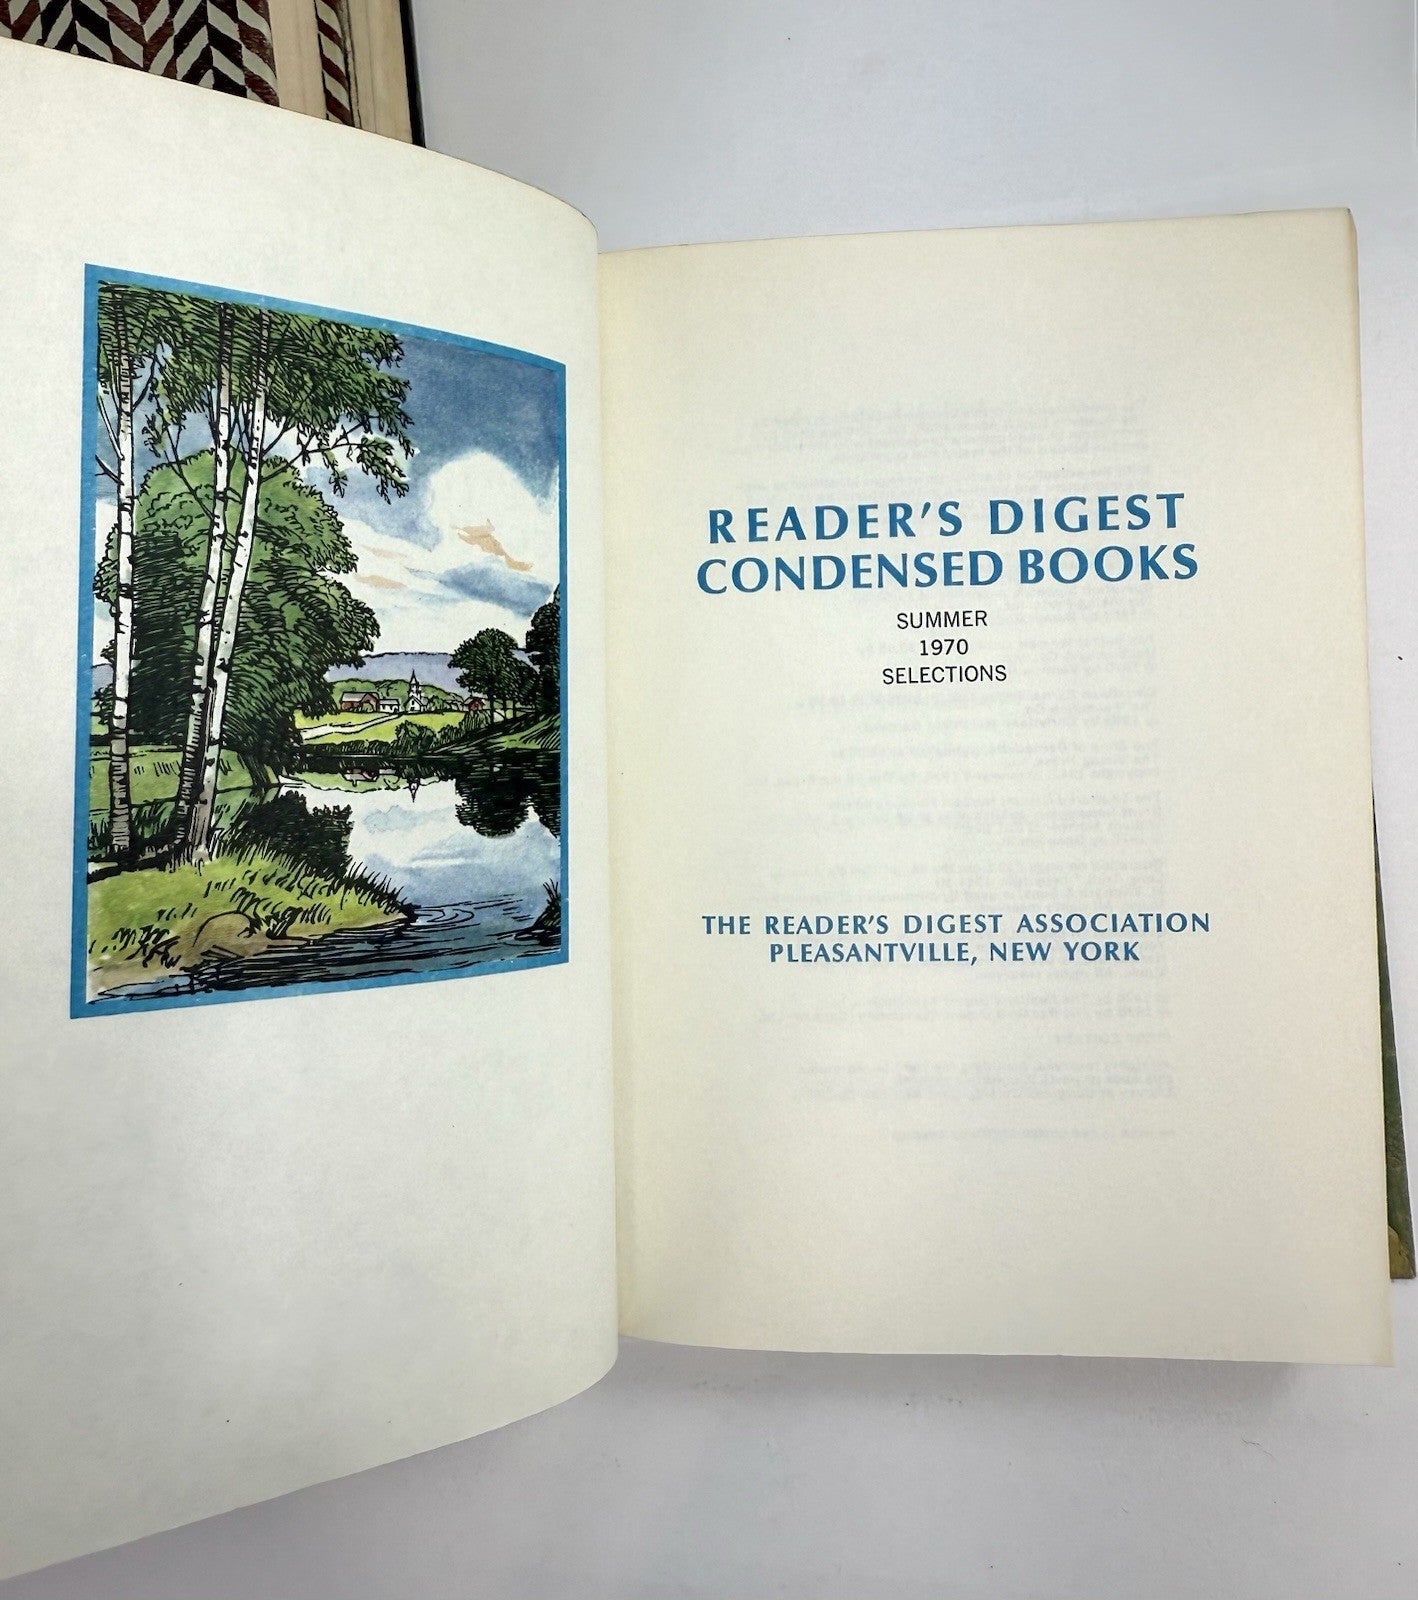 READER'S DIGEST
CONDENSED BOOKS
SUMMER
1970
SELECTIONS
THE READER'S DIGEST ASSOCIATION
PLEASANTVILLE, NEW YORK